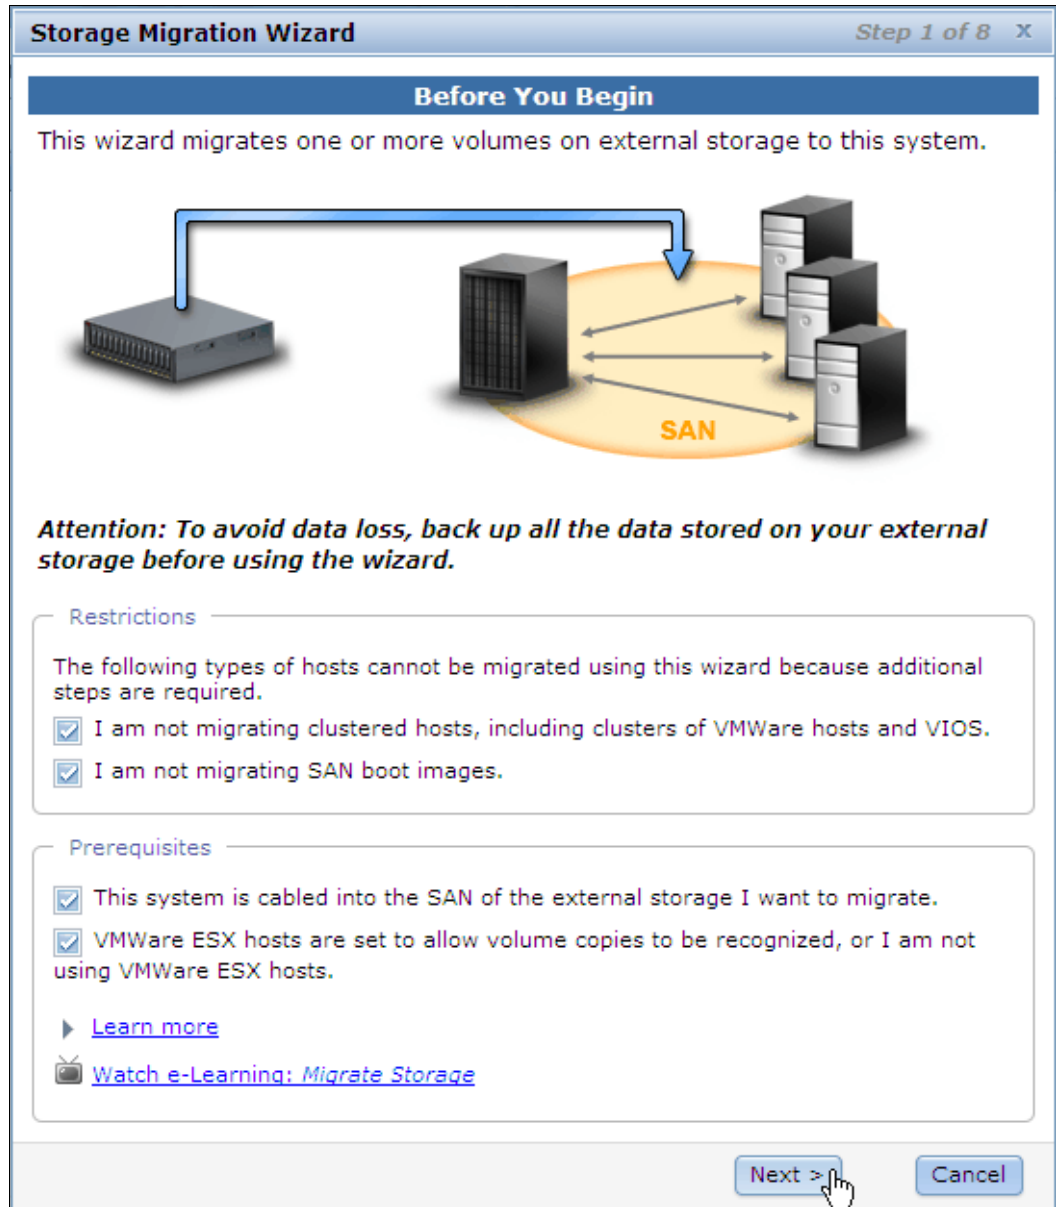 Storage Migration Wizard Step 1 of 8 x
Before You Begin
This wizard migrates one or more volumes on external storage to this system.
SAN
Attention: To avoid data loss, back up all the data stored on your external
storage before using the wizard.
Restrictions
The following types of hosts cannot be migrated using this wizard because additional
steps are required.
I am not migrating clustered hosts, including clusters of VMWare hosts and VIOS.
I am not migrating SAN boot images.
Prerequisites
This system is cabled into the SAN of the external storage I want to migrate.
VMWare ESX hosts are set to allow volume copies to be recognized, or I am not
using VMWare ESX hosts.
Learn more
Watch e-Learning: Migrate Storage
Next > Cancel